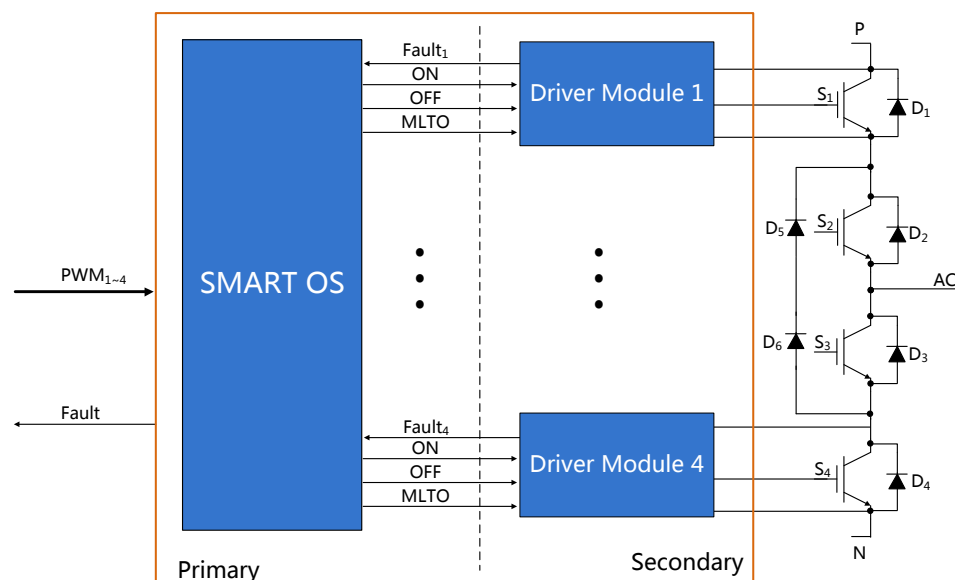 P
Fault₁
ON
OFF
MLTO
Driver Module 1
S₁
D₁
D₅
S₂
D₂
PWM₁~₄
SMART OS
AC
D₆
S₃
D₃
Fault
Fault₄
ON
OFF
MLTO
Driver Module 4
S₄
D₄
N
Primary
Secondary